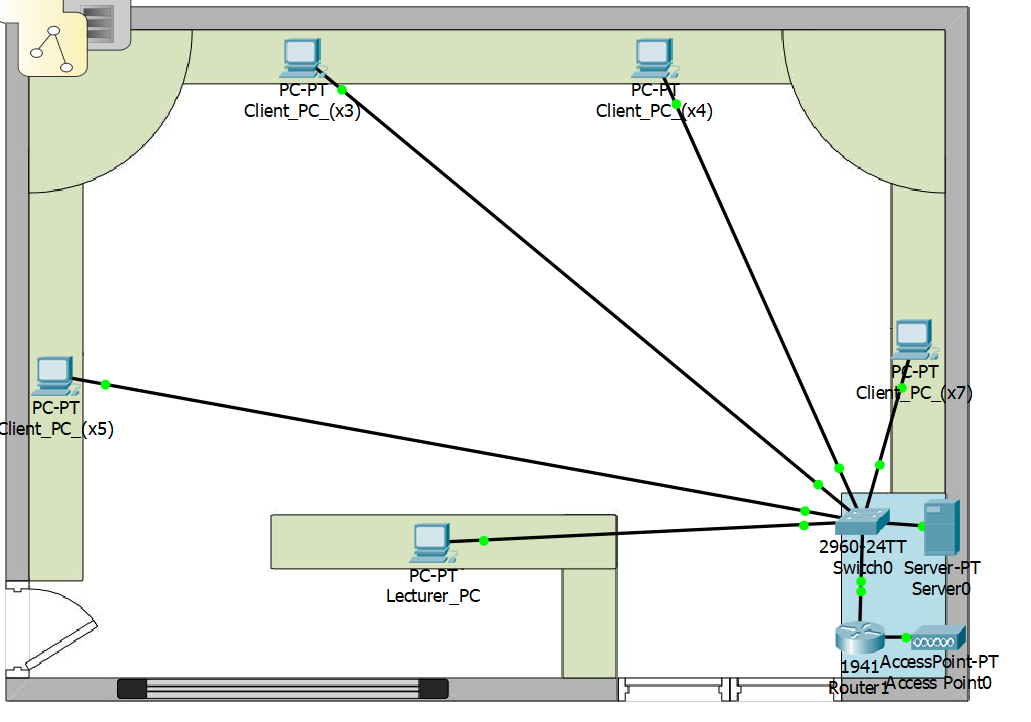 PC-PT
Client_PC_(x3)
PC-PT
Client_PC_(x4)
PC-PT
Client_PC_(x7)
PC-PT
Client_PC_(x5)
PC-PT
Lecturer_PC
2960-24TT
Switch0
Server-PT
Server0
1941
Router1
AccessPoint-PT
Access Point0